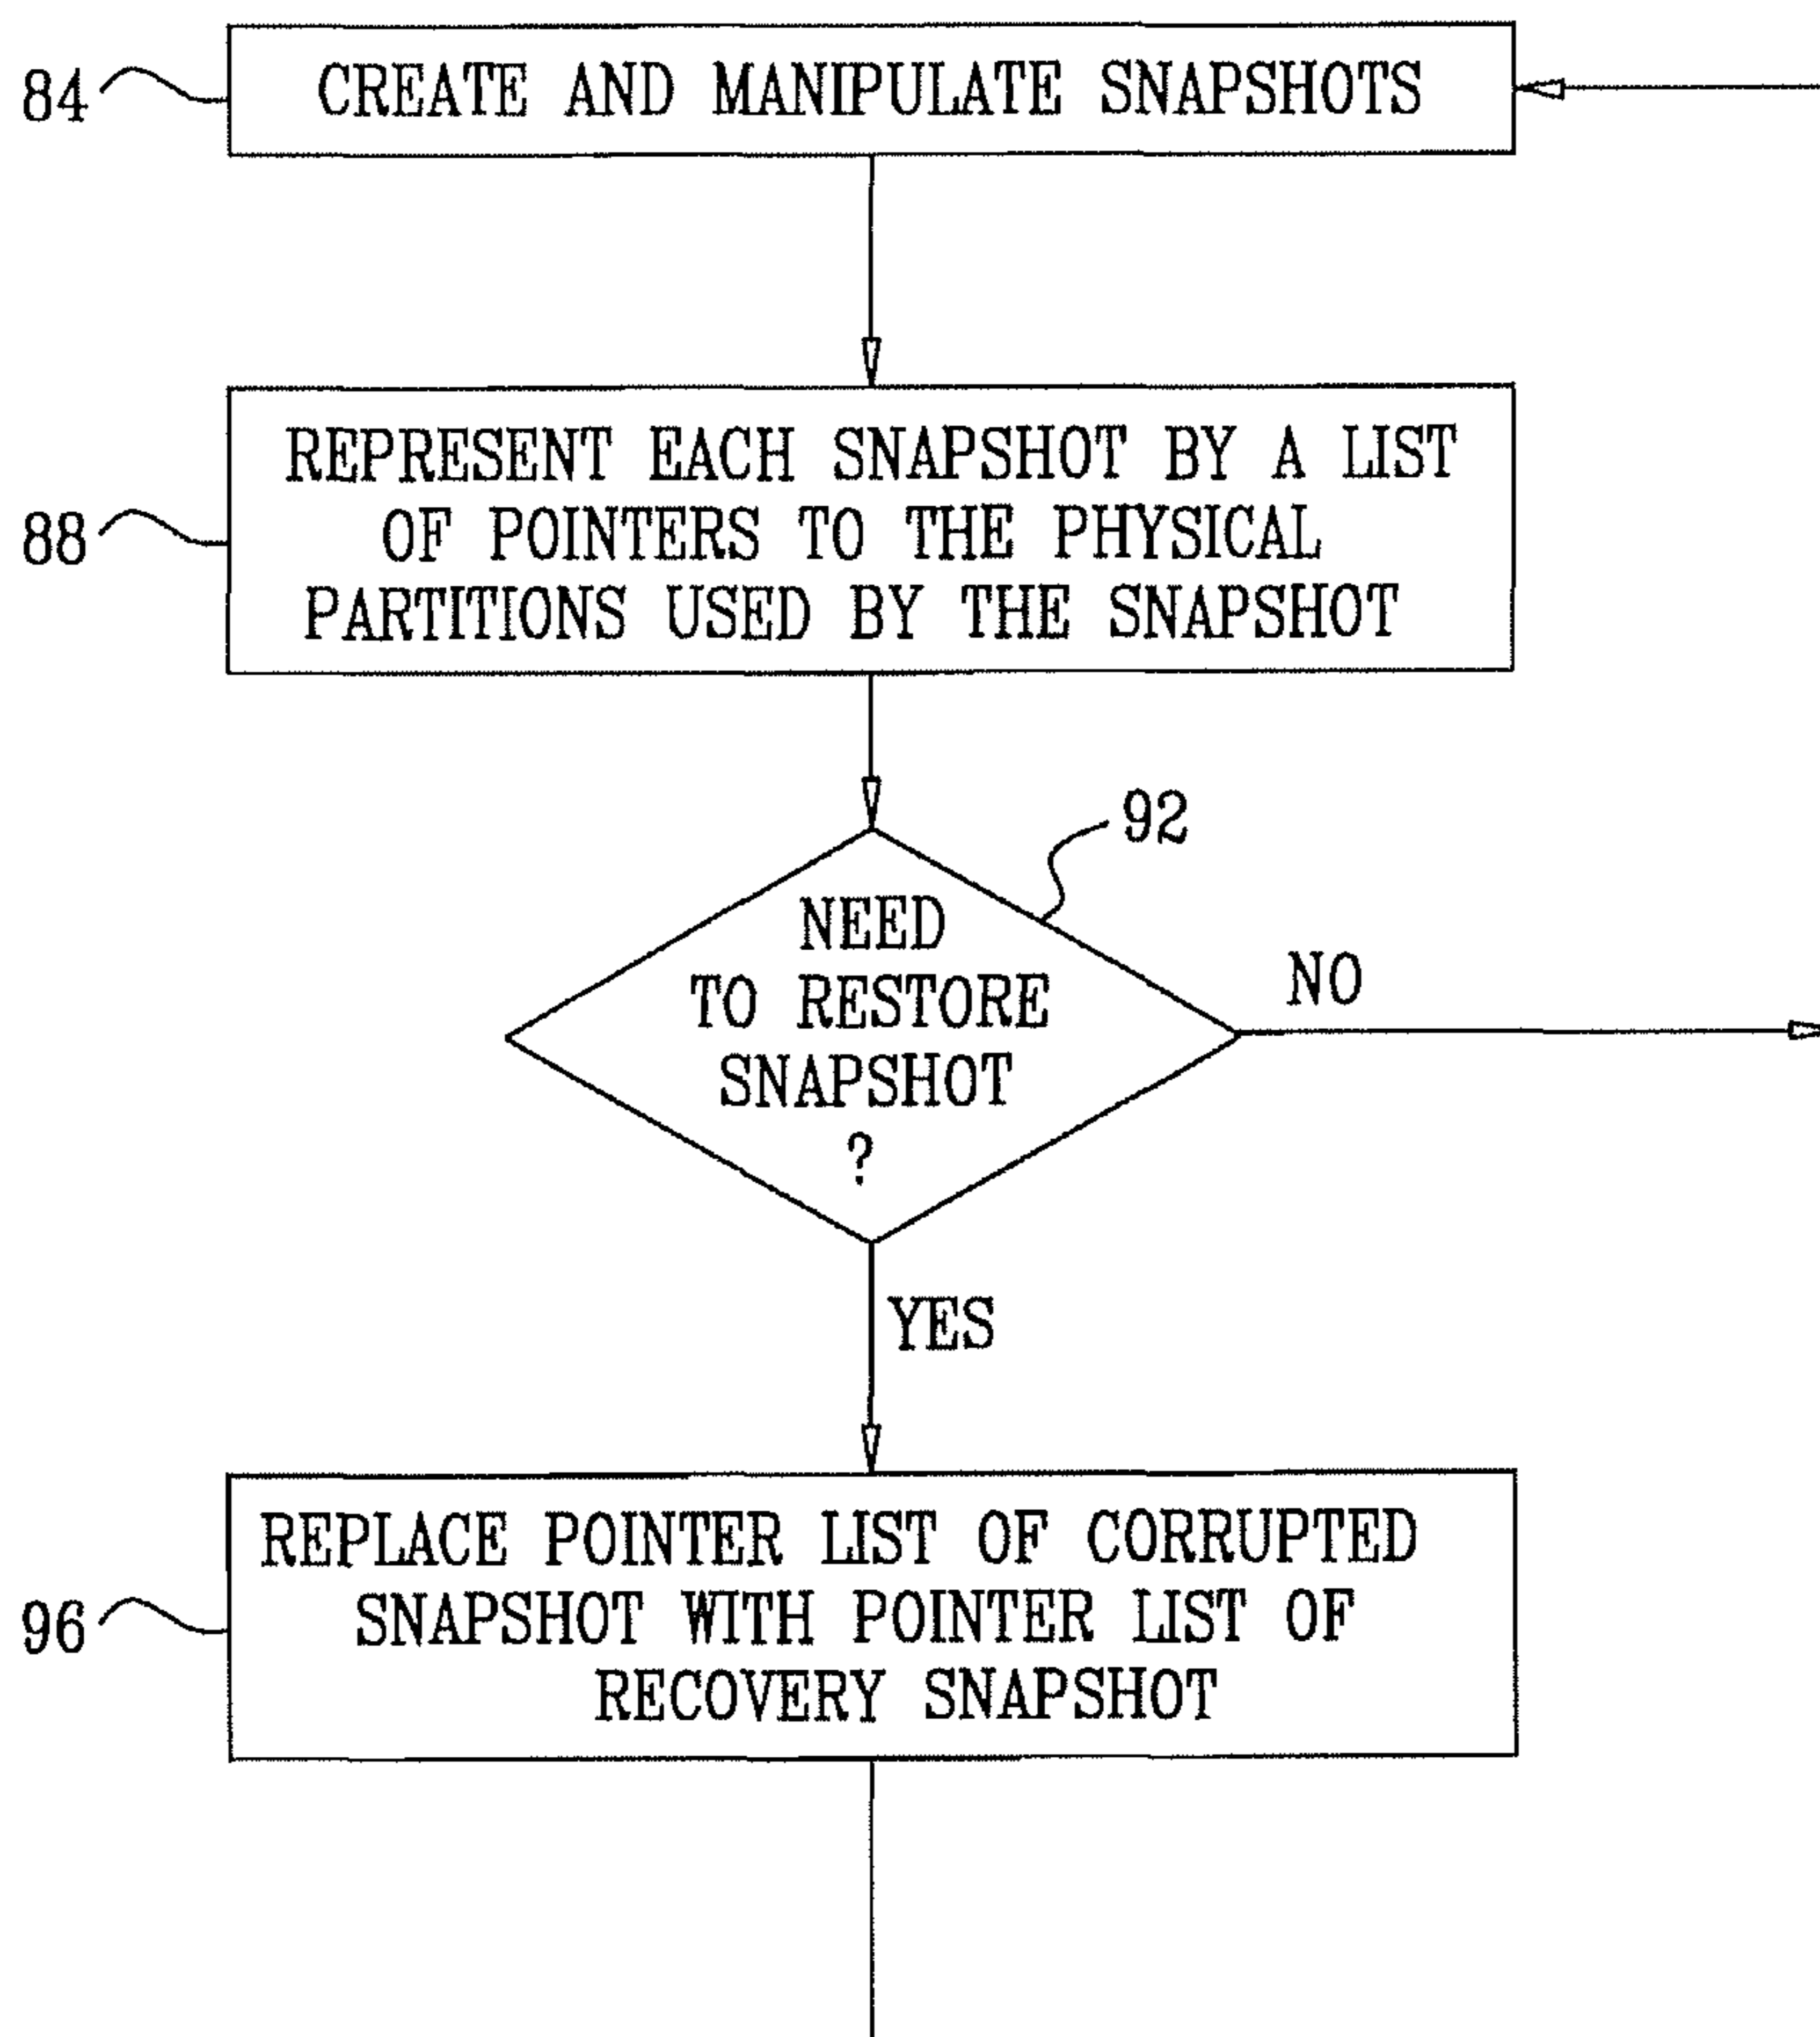 84
CREATE AND MANIPULATE SNAPSHOTS
88
REPRESENT EACH SNAPSHOT BY A LIST
OF POINTERS TO THE PHYSICAL
PARTITIONS USED BY THE SNAPSHOT
92
NEED
TO RESTORE
SNAPSHOT
?
NO
YES
96
REPLACE POINTER LIST OF CORRUPTED
SNAPSHOT WITH POINTER LIST OF
RECOVERY SNAPSHOT